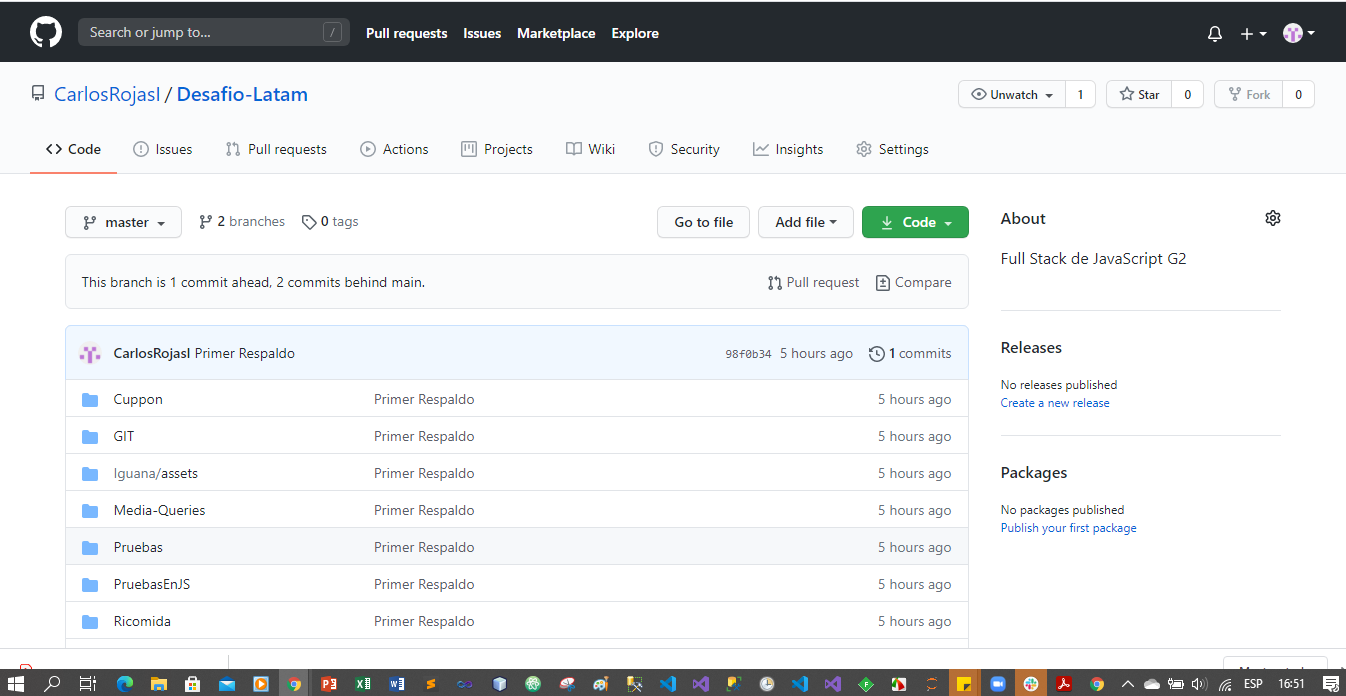 Search or jump to... / Pull requests Issues Marketplace Explore
CarlosRojasI / Desafio-Latam Unwatch 1 Star 0 Fork 0
Code Issues Pull requests Actions Projects Wiki Security Insights Settings
master 2 branches 0 tags Go to file Add file Code
About
Full Stack de JavaScript G2
This branch is 1 commit ahead, 2 commits behind main. Pull request Compare
Releases
No releases published
Create a new release
CarlosRojasI Primer Respaldo 98f0b34 5 hours ago 1 commits
Cuppon Primer Respaldo 5 hours ago
GIT Primer Respaldo 5 hours ago
Iguana/assets Primer Respaldo 5 hours ago
Media-Queries Primer Respaldo 5 hours ago
Pruebas Primer Respaldo 5 hours ago
PruebasEnJS Primer Respaldo 5 hours ago
Ricomida Primer Respaldo 5 hours ago
Packages
No packages published
Publish your first package
ESP 16:51